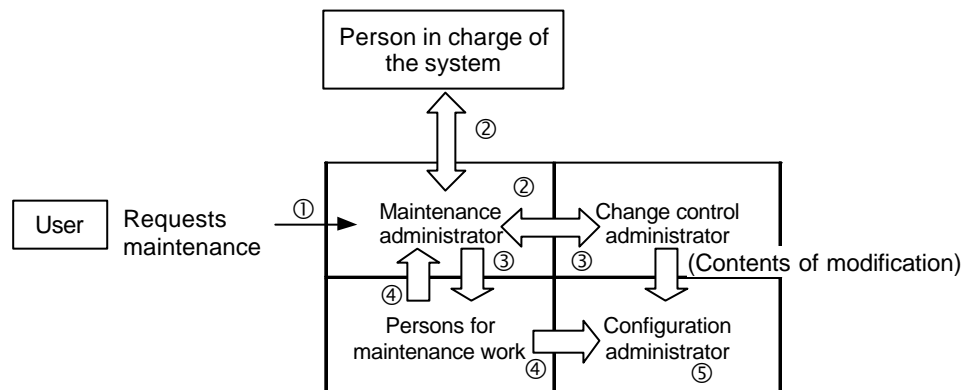 Person in charge of
the system
②
②
User
Requests
maintenance
①
Maintenance
administrator
Change control
administrator
③
③
(Contents of modification)
④
Persons for
maintenance work
④
Configuration
administrator
⑤